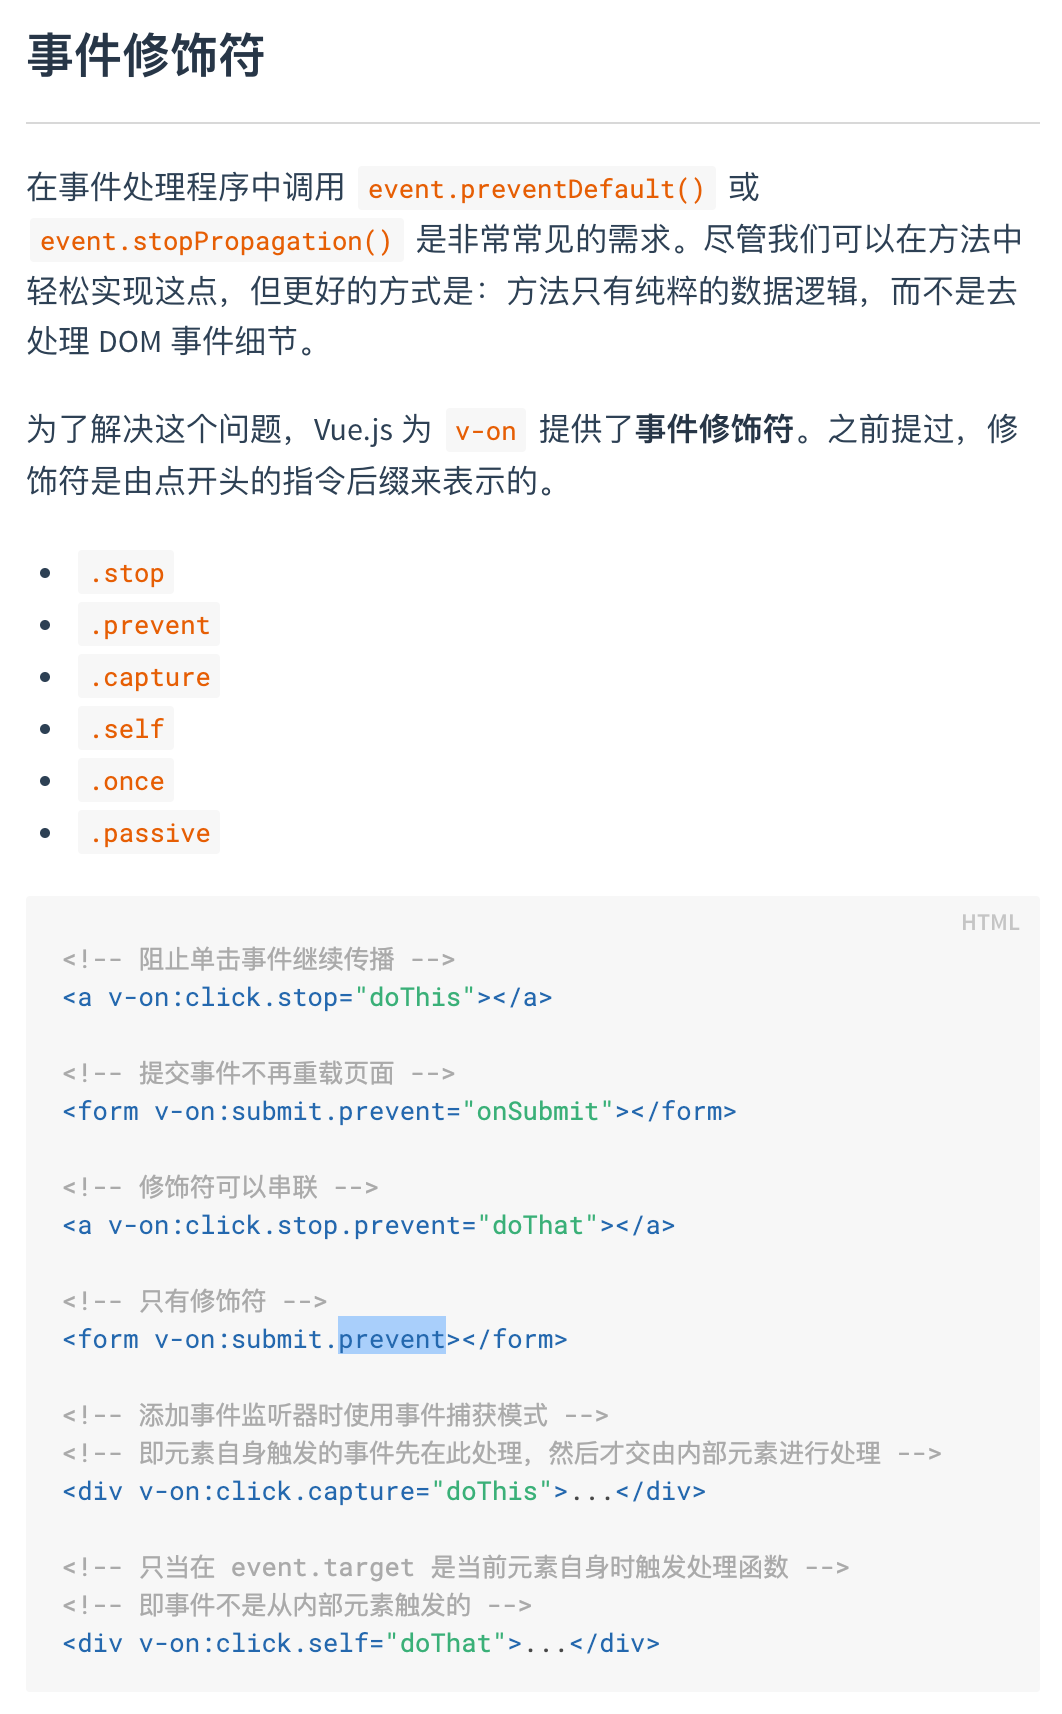 事件修饰符
在事件处理程序中调用 event.preventDefault() 或
event.stopPropagation() 是非常常见的需求。尽管我们可以在方法中
轻松实现这点，但更好的方式是：方法只有纯粹的数据逻辑，而不是去
处理 DOM 事件细节。
为了解决这个问题，Vue.js 为 v-on 提供了事件修饰符。之前提过，修
饰符是由点开头的指令后缀来表示的。
.stop
.prevent
.capture
.self
.once
.passive
HTML
<!-- 阻止单击事件继续传播 -->
<a v-on:click.stop="doThis"></a>
<!-- 提交事件不再重载页面 -->
<form v-on:submit.prevent="onSubmit"></form>
<!-- 修饰符可以串联 -->
<a v-on:click.stop.prevent="doThat"></a>
<!-- 只有修饰符 -->
<form v-on:submit.prevent></form>
<!-- 添加事件监听器时使用事件捕获模式 -->
<!-- 即元素自身触发的事件先在此处理，然后才交由内部元素进行处理 -->
<div v-on:click.capture="doThis">...</div>
<!-- 只当在 event.target 是当前元素自身时触发处理函数 -->
<!-- 即事件不是从内部元素触发的 -->
<div v-on:click.self="doThat">...</div>